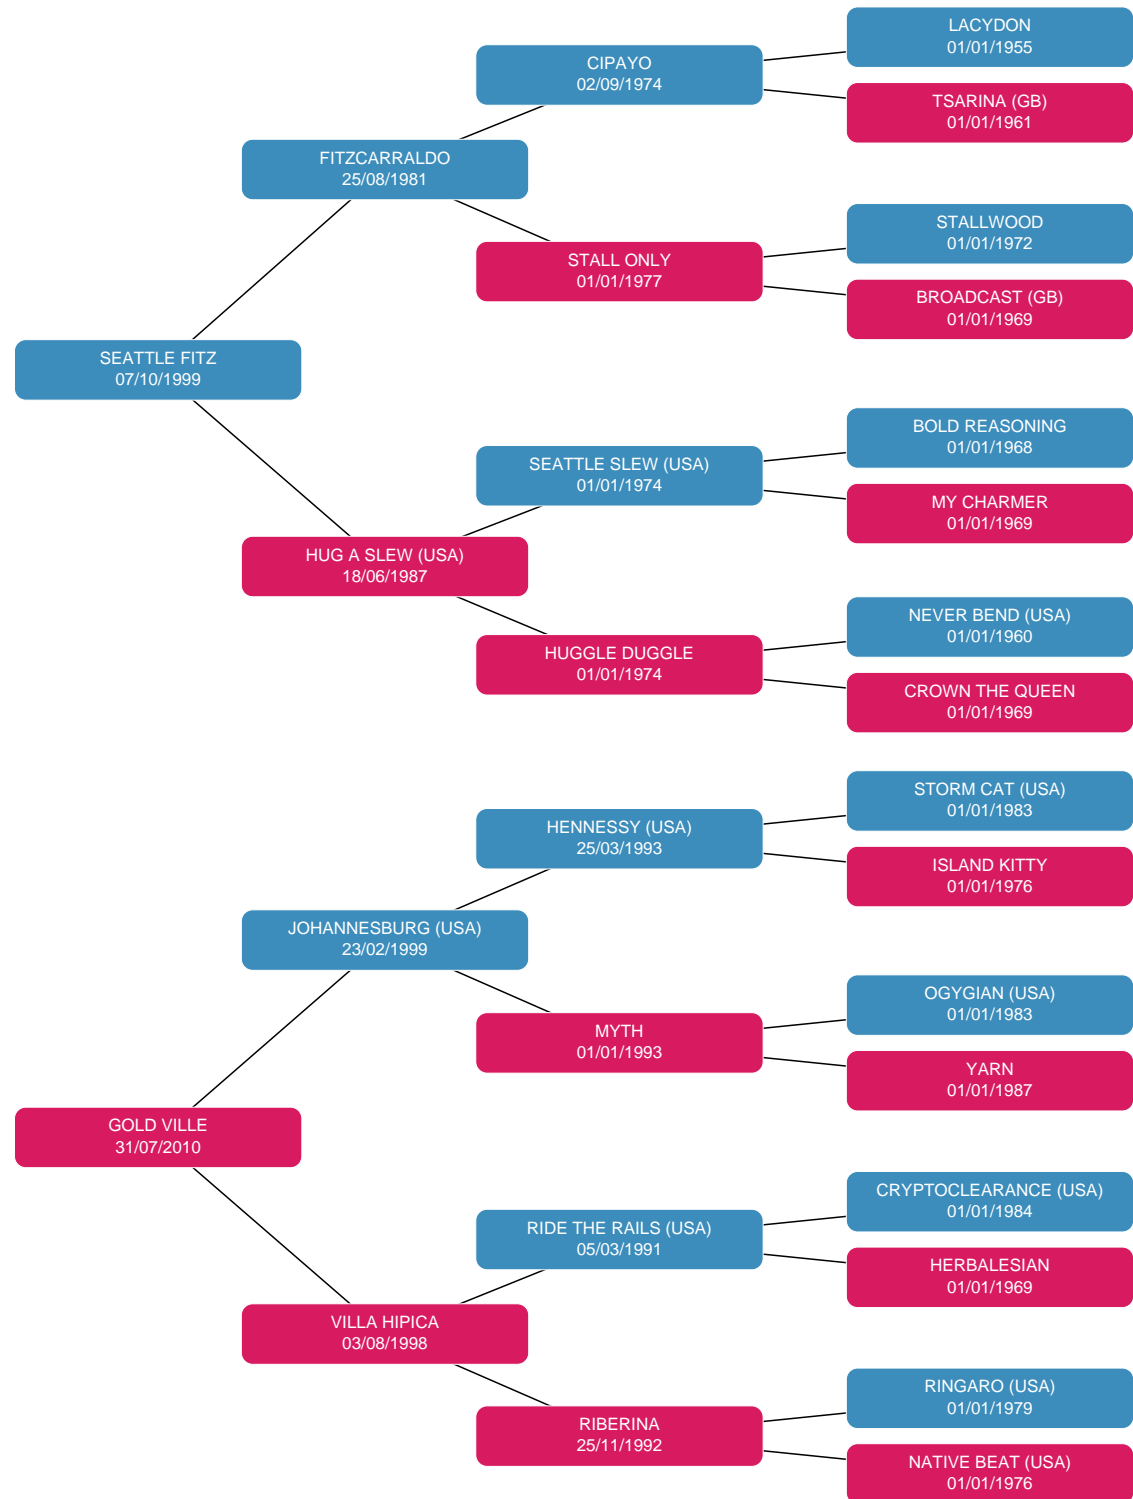 LACYDON
01/01/1955
CIPAYO
02/09/1974
TSARINA (GB)
01/01/1961
FITZCARRALDO
25/08/1981
STALLWOOD
01/01/1972
STALL ONLY
01/01/1977
BROADCAST (GB)
01/01/1969
SEATTLE FITZ
07/10/1999
BOLD REASONING
01/01/1968
SEATTLE SLEW (USA)
01/01/1974
MY CHARMER
01/01/1969
HUG A SLEW (USA)
18/06/1987
NEVER BEND (USA)
01/01/1960
HUGGLE DUGGLE
01/01/1974
CROWN THE QUEEN
01/01/1969
STORM CAT (USA)
01/01/1983
HENNESSY (USA)
25/03/1993
ISLAND KITTY
01/01/1976
JOHANNESBURG (USA)
23/02/1999
OGYGIAN (USA)
01/01/1983
MYTH
01/01/1993
YARN
01/01/1987
GOLD VILLE
31/07/2010
CRYPTOCLEARANCE (USA)
01/01/1984
RIDE THE RAILS (USA)
05/03/1991
HERBALESIAN
01/01/1969
VILLA HIPICA
03/08/1998
RINGARO (USA)
01/01/1979
RIBERINA
25/11/1992
NATIVE BEAT (USA)
01/01/1976